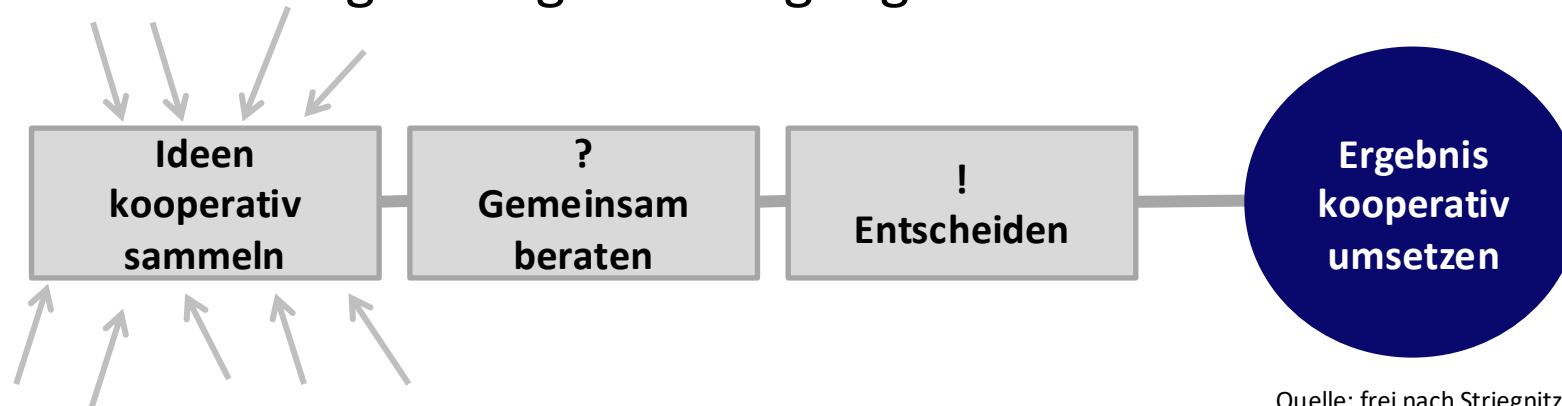 Ideen
kooperativ
sammeln
?
Gemeinsam
beraten
!
Entscheiden
Ergebnis
kooperativ
umsetzen
Quelle: frei nach Striegnitz